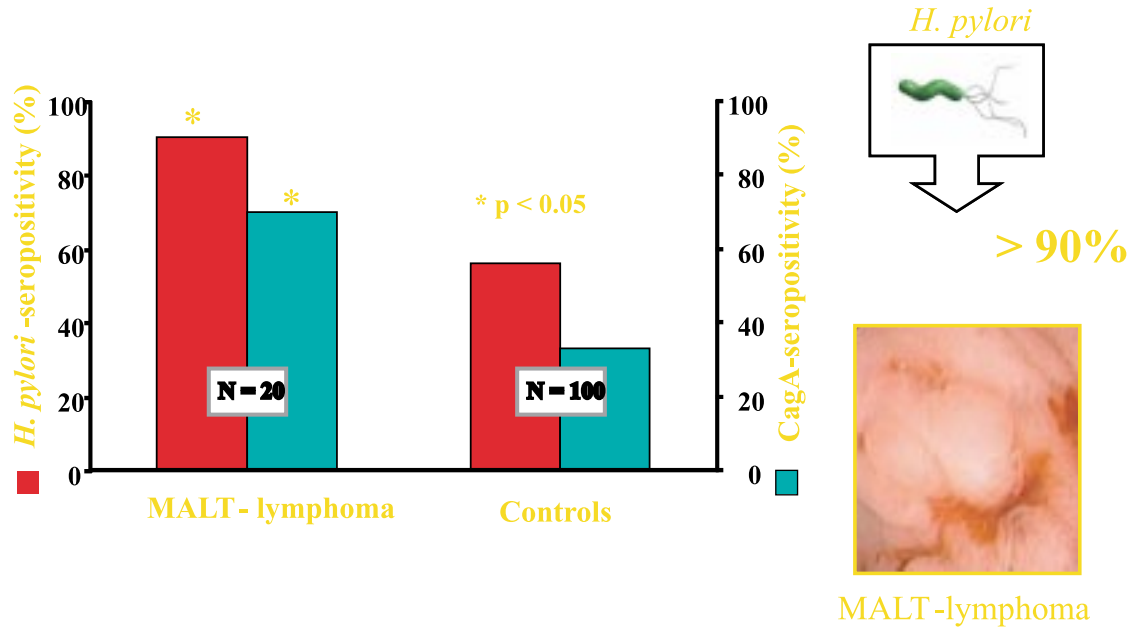 H. pylori
H. pylori -seropositivity (%)
100
80
60
40
20
0
*
*
* p < 0.05
N = 20
N = 100
MALT - lymphoma
Controls
100
80
60
40
20
0
CagA-seropositivity (%)
> 90%
MALT -lymphoma